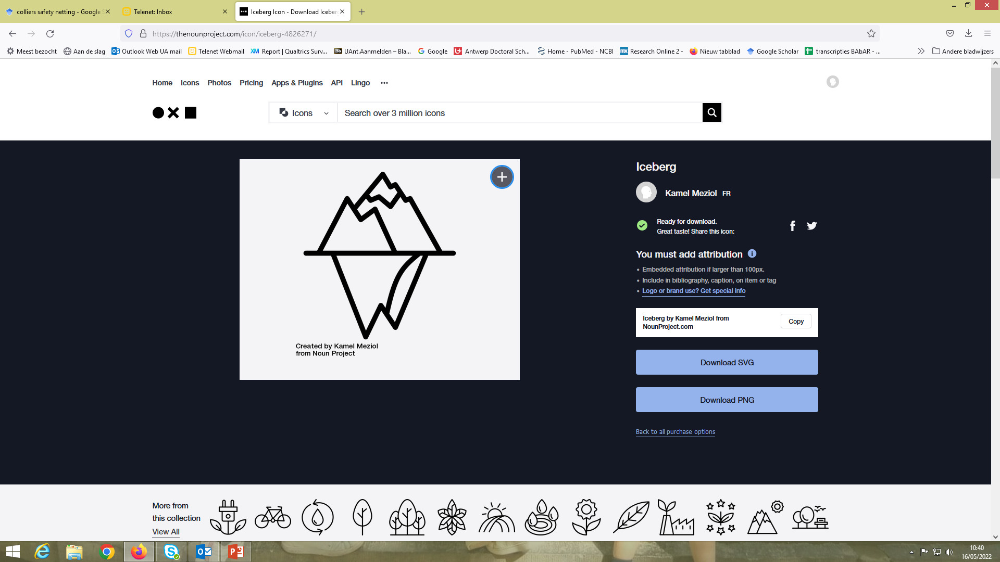 colliers safety netting - Google S
Telenet: Inbox
Iceberg Icon - Download Iceber
https://thenounproject.com/icon/iceberg-4826271/
Meest bezocht
Aan de slag
Outlook Web UA mail
Telenet Webmail
XM Report | Qualtrics Surv...
Bb UAnt.Aanmelden – Bla...
Google
Antwerp Doctoral Sch...
Home - PubMed - NCBI
mx Research Online 2 -
Nieuw tabblad
Google Scholar
transcripties BAbAR - ...
Andere bladwijzers
Home Icons Photos Pricing Apps & Plugins API Lingo
Icons
Search over 3 million icons
Created by Kamel Meziol
from Noun Project
Iceberg
Kamel Meziol FR
Ready for download.
Great taste! Share this icon:
You must add attribution
• Embedded attribution if larger than 100px.
• Include in bibliography, caption, on item or tag
• Logo or brand use? Get special info
Iceberg by Kamel Meziol from
NounProject.com
Copy
Download SVG
Download PNG
Back to all purchase options
More from
this collection
View All
10:40
16/05/2022